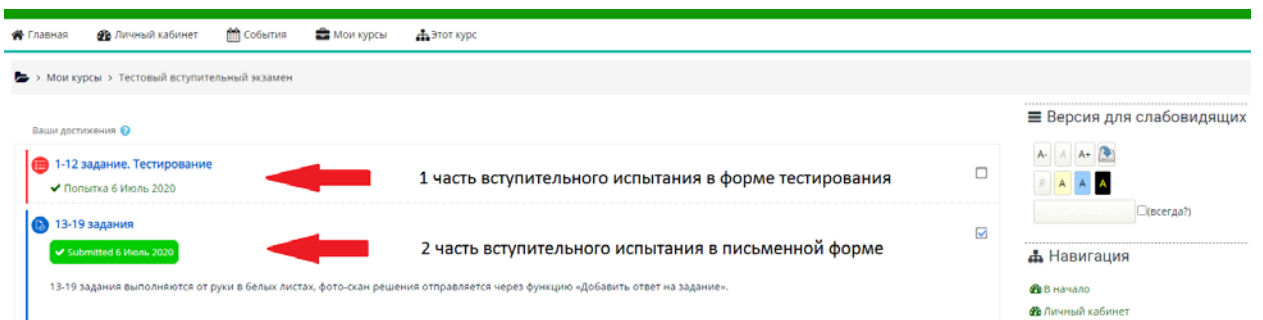 Главная Личный кабинет События Мои курсы Этот курс
> Мои курсы > Тестовый вступительный экзамен
Ваши достижения
1-12 задание. Тестирование
Попытка 6 Июль 2020
1 часть вступительного испытания в форме тестирования
13-19 задания
Submitted 6 Июль 2020
2 часть вступительного испытания в письменной форме
13-19 задания выполняются от руки в белых листах, фото-скан решения отправляется через функцию «Добавить ответ на задание».
Версия для слабовидящих
A- A A+
R A A A
(всегда?)
Навигация
В начало
Личный кабинет